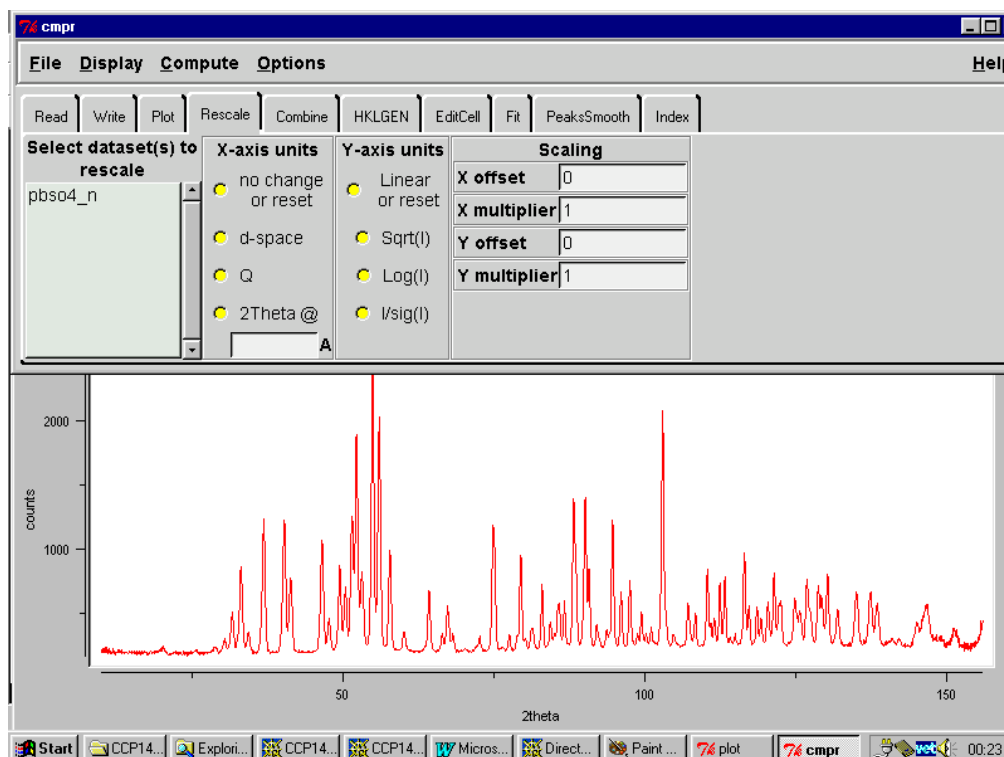 cmpr
File Display Compute Options Help
Read Write Plot Rescale Combine HKLGEN EditCell Fit PeaksSmooth Index
Select dataset(s) to
rescale
pbso4_n
X-axis units
no change
or reset
d-space
Q
2Theta @
A
Y-axis units
Linear
or reset
Sqrt(I)
Log(I)
I/sig(I)
Scaling
X offset 0
X multiplier 1
Y offset 0
Y multiplier 1
2000
1000
counts
50 100 150
2theta
Start CCP14... Explori... CCP14... CCP14... Micros... Direct... Paint ... plot cmpr vet 00:23